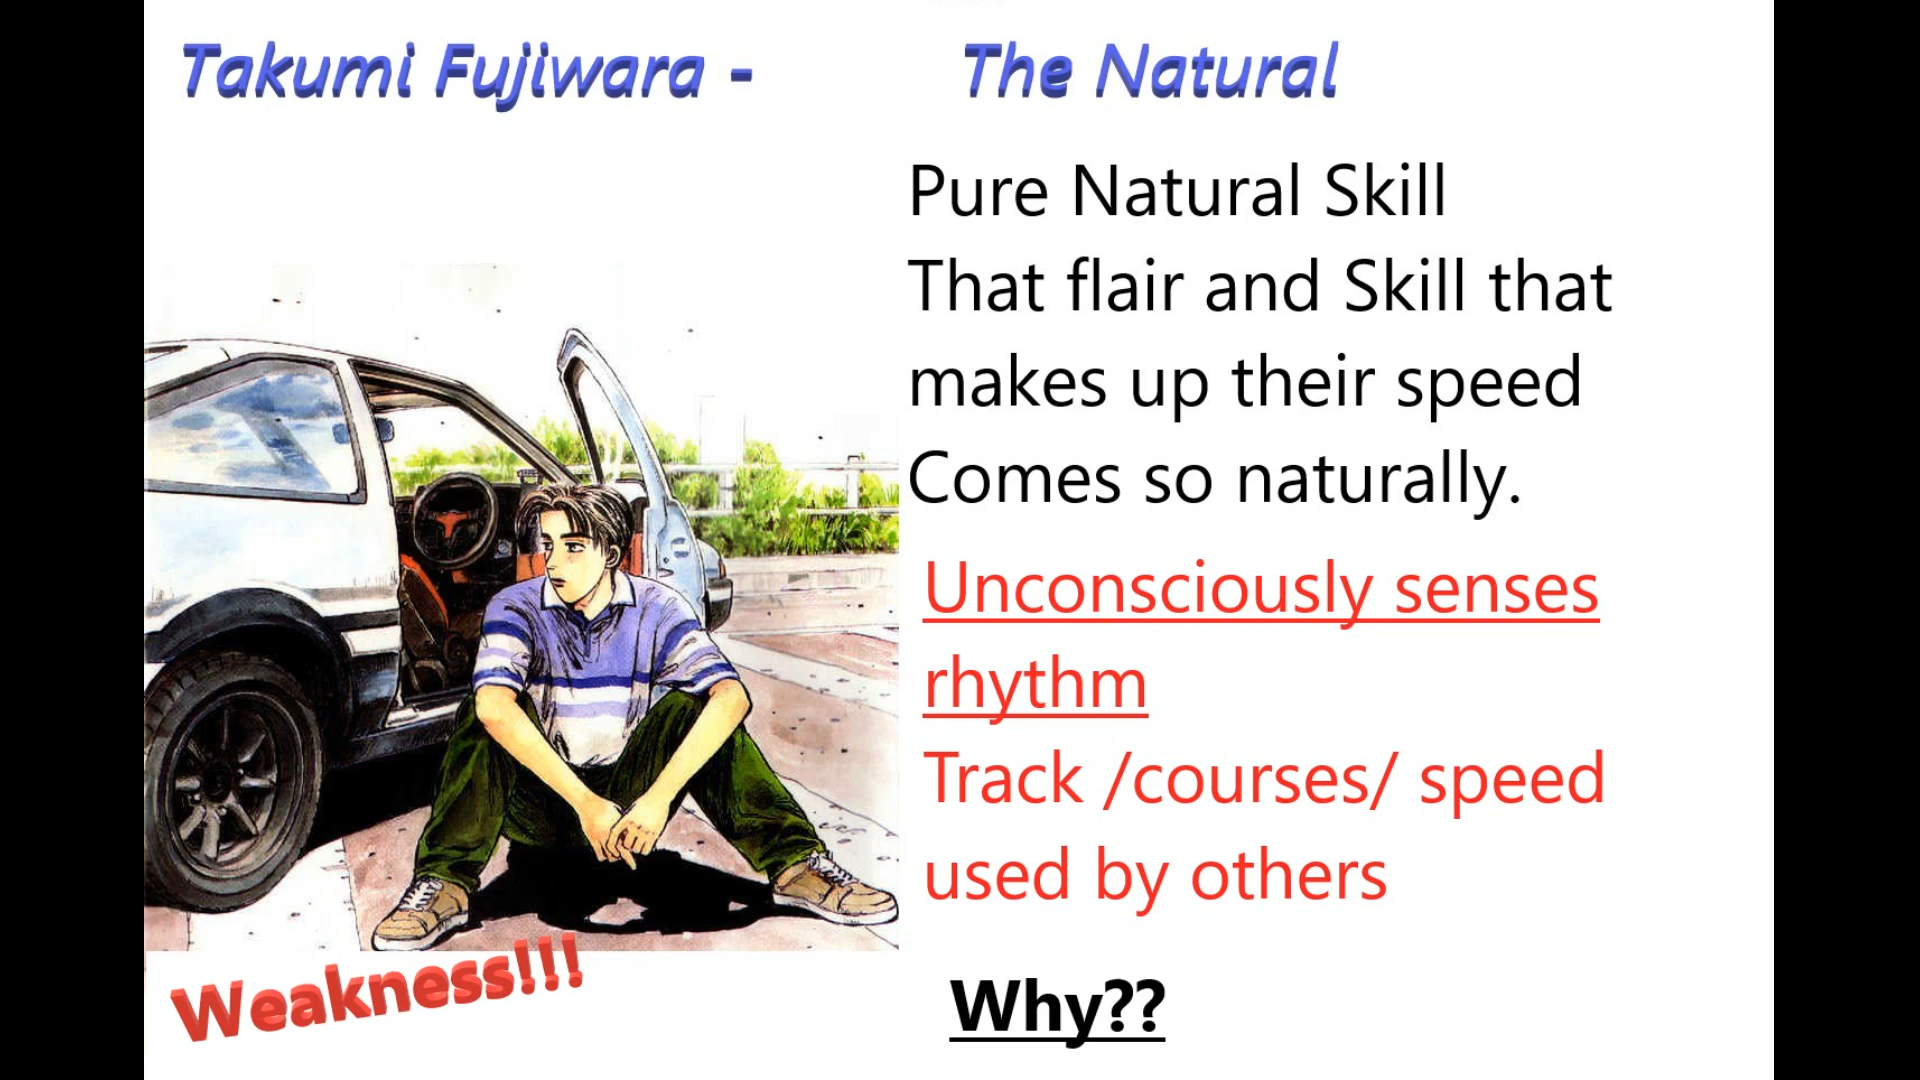 Takumi Fujiwara - The Natural
Pure Natural Skill
That flair and Skill that
makes up their speed
Comes so naturally.
Unconsciously senses
rhythm
Track /courses/ speed
used by others
Weakness!!!
Why??